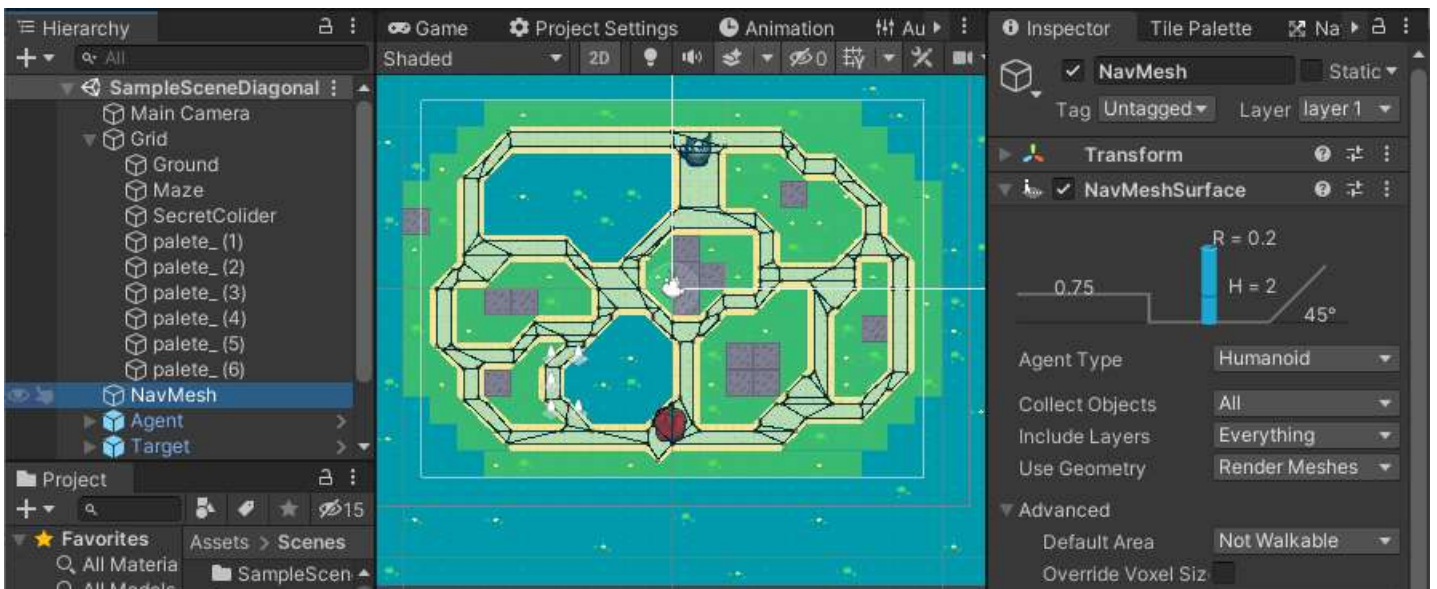 Hierarchy
All
SampleSceneDiagonal
Main Camera
Grid
Ground
Maze
SecretColider
palete_ (1)
palete_ (2)
palete_ (3)
palete_ (4)
palete_ (5)
palete_ (6)
NavMesh
Agent
Target
Project
15
Favorites
All Materia
Assets > Scenes
SampleScen
Game Project Settings Animation Au
Shaded 2D 0
Inspector Tile Palette Na
NavMesh Static
Tag Untagged Layer layer 1
Transform
NavMeshSurface
R = 0.2
0.75 H = 2
45°
Agent Type Humanoid
Collect Objects All
Include Layers Everything
Use Geometry Render Meshes
Advanced
Default Area Not Walkable
Override Voxel Siz